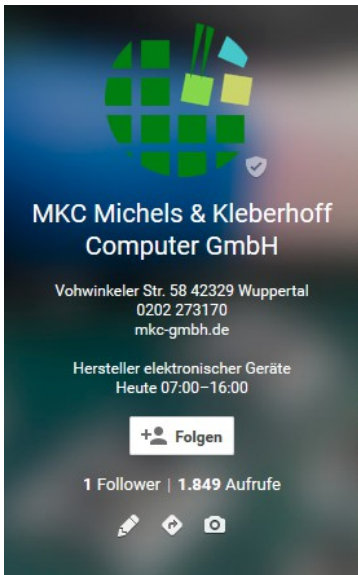 MKC Michels & Kleberhoff
Computer GmbH
Vohwinkeler Str. 58 42329 Wuppertal
0202 273170
mkc-gmbh.de
Hersteller elektronischer Geräte
Heute 07:00–16:00
Folgen
1 Follower | 1.849 Aufrufe